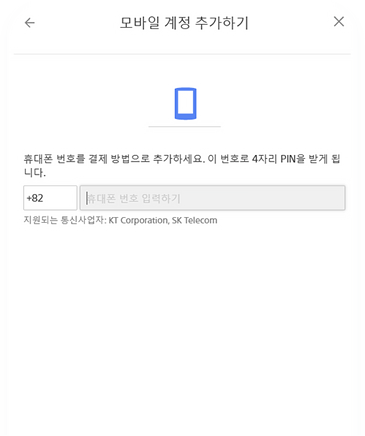 모바일 계정 추가하기
휴대폰 번호를 결제 방법으로 추가하세요. 이 번호로 4자리 PIN을 받게 됩
니다.
+82 휴대폰 번호 입력하기
지원되는 통신사업자: KT Corporation, SK Telecom